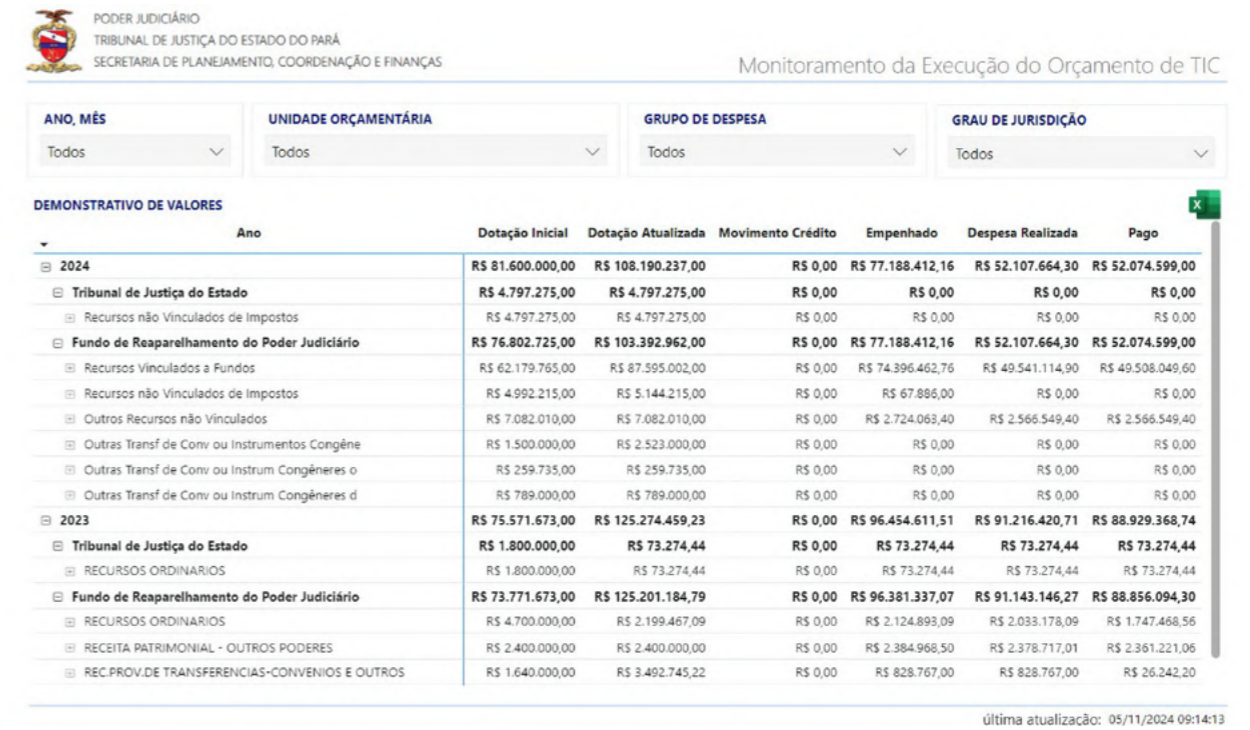 PODER JUDICIÁRIO
TRIBUNAL DE JUSTIÇA DO ESTADO DO PARÁ
SECRETARIA DE PLANEJAMENTO, COORDENAÇÃO E FINANÇAS
Monitoramento da Execução do Orçamento de TIC
ANO, MÊS UNIDADE ORÇAMENTÁRIA GRUPO DE DESPESA GRAU DE JURISDIÇÃO
Todos Todos Todos Todos
DEMONSTRATIVO DE VALORES
Ano Dotação Inicial Dotação Atualizada Movimento Crédito Empenhado Despesa Realizada Pago
2024 R$ 81.600.000,00 R$ 108.190.237,00 R$ 0,00 R$ 77.188.412,16 R$ 52.107.664,30 R$ 52.074.599,00
Tribunal de Justiça do Estado R$ 4.797.275,00 R$ 4.797.275,00 R$ 0,00 R$ 0,00 R$ 0,00 R$ 0,00
Recursos não Vinculados de Impostos R$ 4.797.275,00 R$ 4.797.275,00 R$ 0,00 R$ 0,00 R$ 0,00 R$ 0,00
Fundo de Reaparelhamento do Poder Judiciário R$ 76.802.725,00 R$ 103.392.962,00 R$ 0,00 R$ 77.188.412,16 R$ 52.107.664,30 R$ 52.074.599,00
Recursos Vinculados a Fundos R$ 62.179.765,00 R$ 87.595.002,00 R$ 0,00 R$ 74.396.462,76 R$ 49.541.114,90 R$ 49.508.049,60
Recursos não Vinculados de Impostos R$ 4.992.215,00 R$ 5.144.215,00 R$ 0,00 R$ 67.886,00 R$ 0,00 R$ 0,00
Outros Recursos não Vinculados R$ 7.082.010,00 R$ 7.082.010,00 R$ 0,00 R$ 2.724.063,40 R$ 2.566.549,40 R$ 2.566.549,40
Outras Transf de Conv ou Instrumentos Congêne R$ 1.500.000,00 R$ 2.523.000,00 R$ 0,00 R$ 0,00 R$ 0,00 R$ 0,00
Outras Transf de Conv ou Instrum Congêneres o R$ 259.735,00 R$ 259.735,00 R$ 0,00 R$ 0,00 R$ 0,00 R$ 0,00
Outras Transf de Conv ou Instrum Congêneres d R$ 789.000,00 R$ 789.000,00 R$ 0,00 R$ 0,00 R$ 0,00 R$ 0,00
2023 R$ 75.571.673,00 R$ 125.274.459,23 R$ 0,00 R$ 96.454.611,51 R$ 91.216.420,71 R$ 88.929.368,74
Tribunal de Justiça do Estado R$ 1.800.000,00 R$ 73.274,44 R$ 0,00 R$ 73.274,44 R$ 73.274,44 R$ 73.274,44
RECURSOS ORDINARIOS R$ 1.800.000,00 R$ 73.274,44 R$ 0,00 R$ 73.274,44 R$ 73.274,44 R$ 73.274,44
Fundo de Reaparelhamento do Poder Judiciário R$ 73.771.673,00 R$ 125.201.184,79 R$ 0,00 R$ 96.381.337,07 R$ 91.143.146,27 R$ 88.856.094,30
RECURSOS ORDINARIOS R$ 4.700.000,00 R$ 2.199.467,09 R$ 0,00 R$ 2.124.893,09 R$ 2.033.178,09 R$ 1.747.468,56
RECEITA PATRIMONIAL - OUTROS PODERES R$ 2.400.000,00 R$ 2.400.000,00 R$ 0,00 R$ 2.384.968,50 R$ 2.378.717,01 R$ 2.361.221,06
REC.PROV.DE TRANSFERENCIAS-CONVENIOS E OUTROS R$ 1.640.000,00 R$ 3.492.745,22 R$ 0,00 R$ 828.767,00 R$ 828.767,00 R$ 26.242,20
última atualização: 05/11/2024 09:14:13